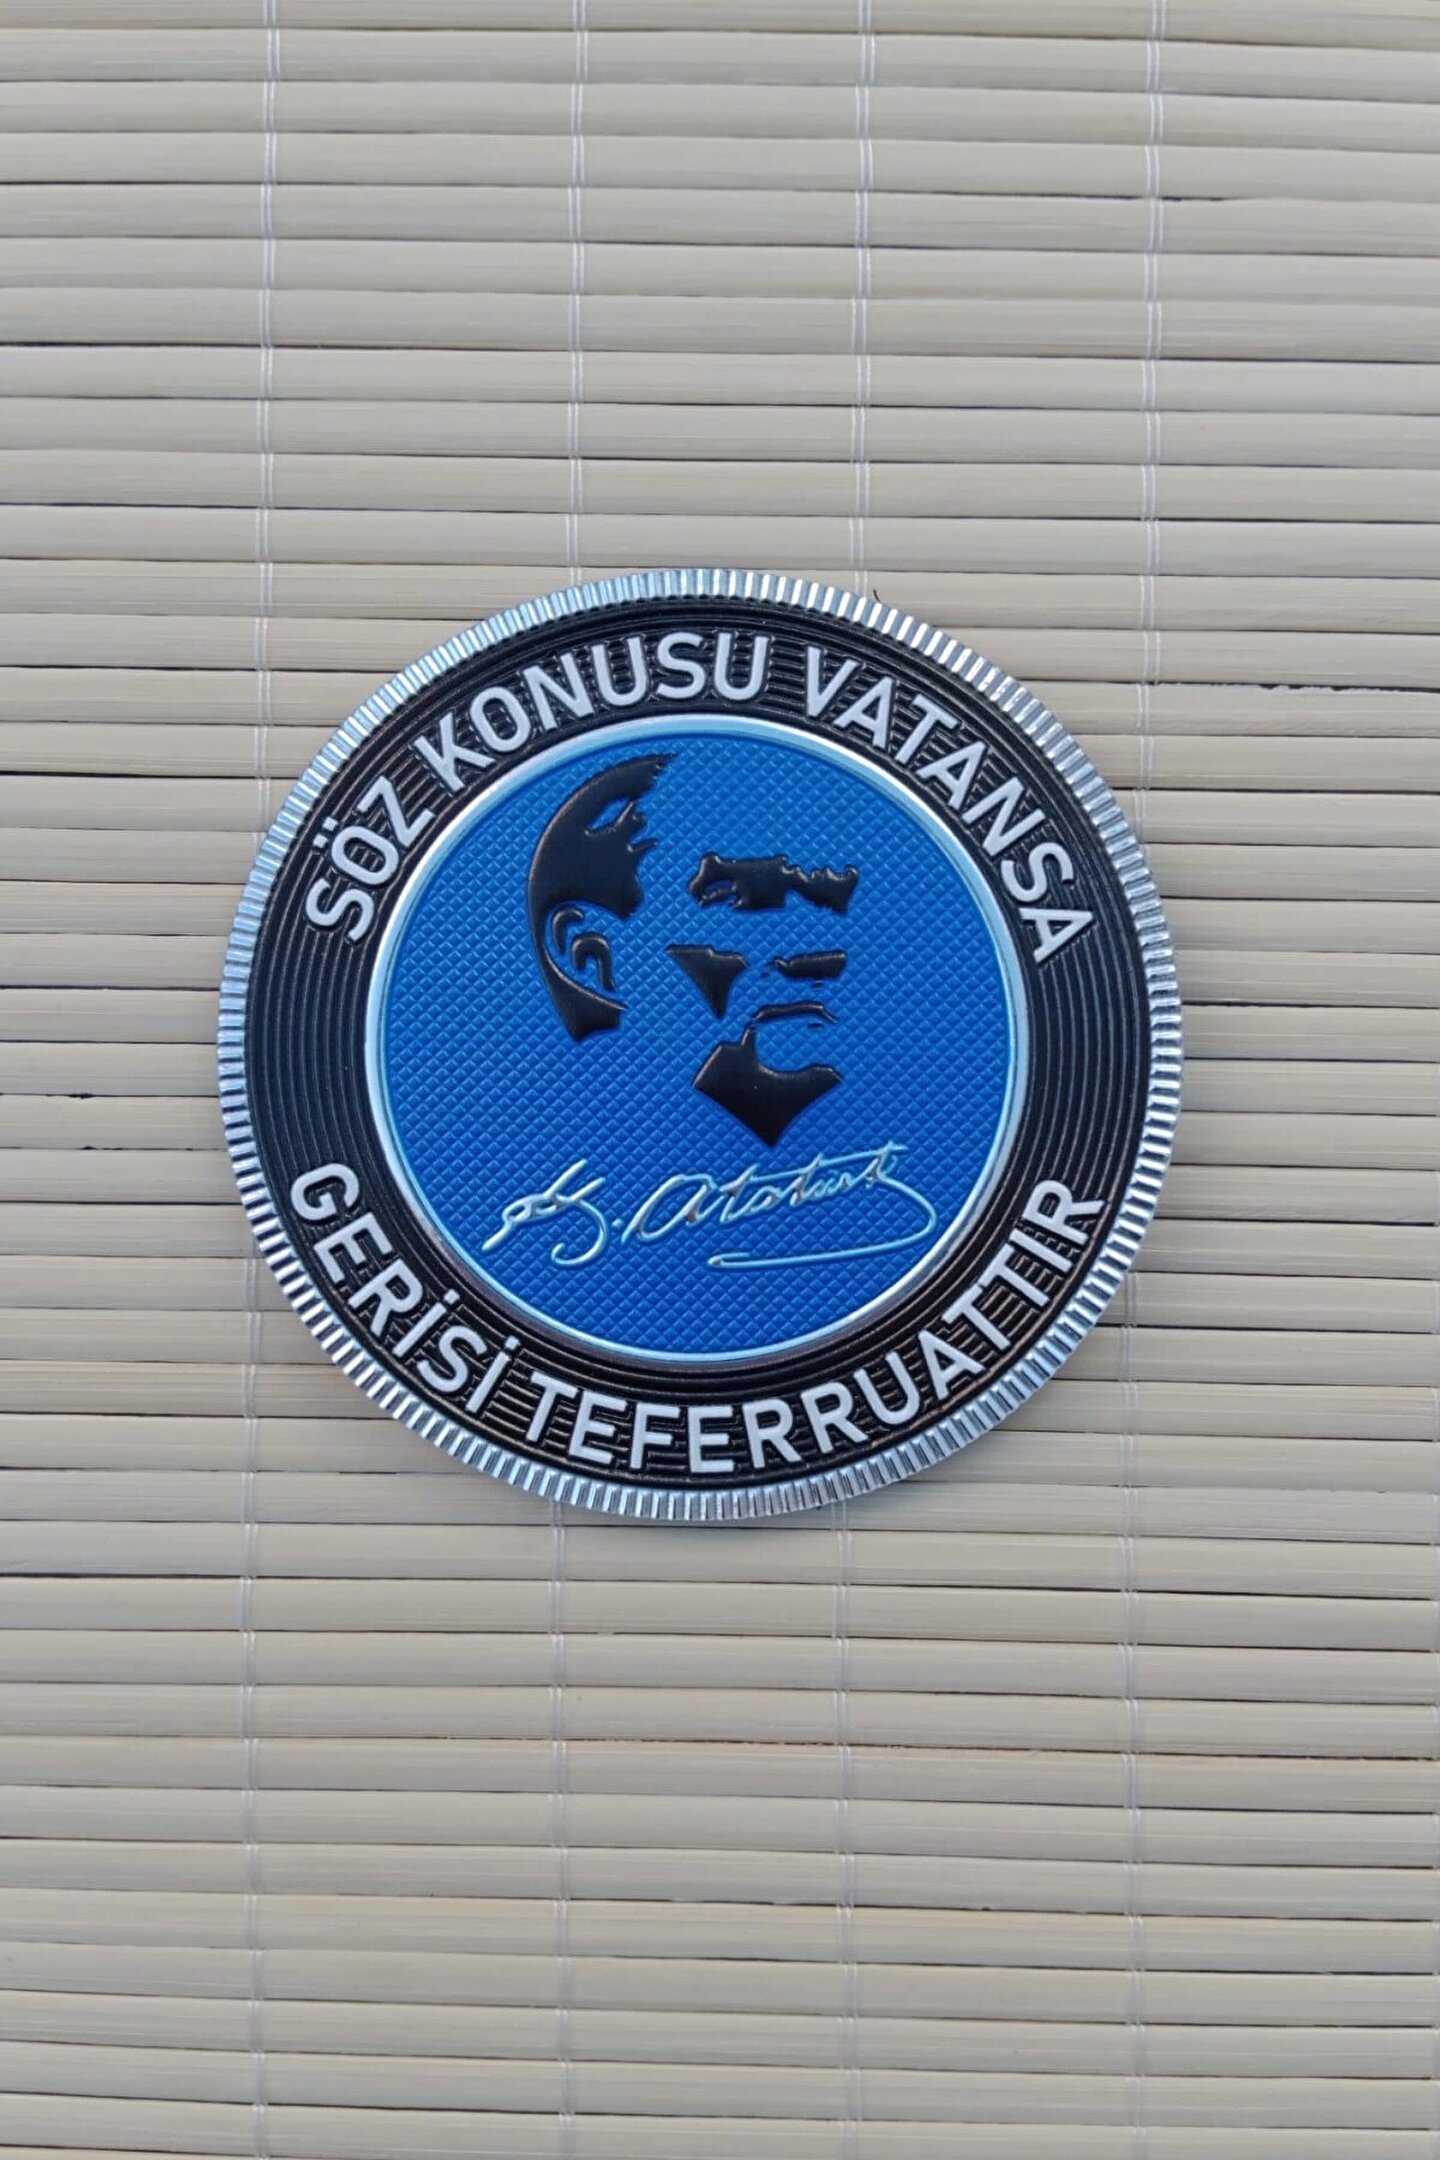 SÖZ KONUSU VATANSA
K. Atatürk
GERİSİ TEFERRUATTIR